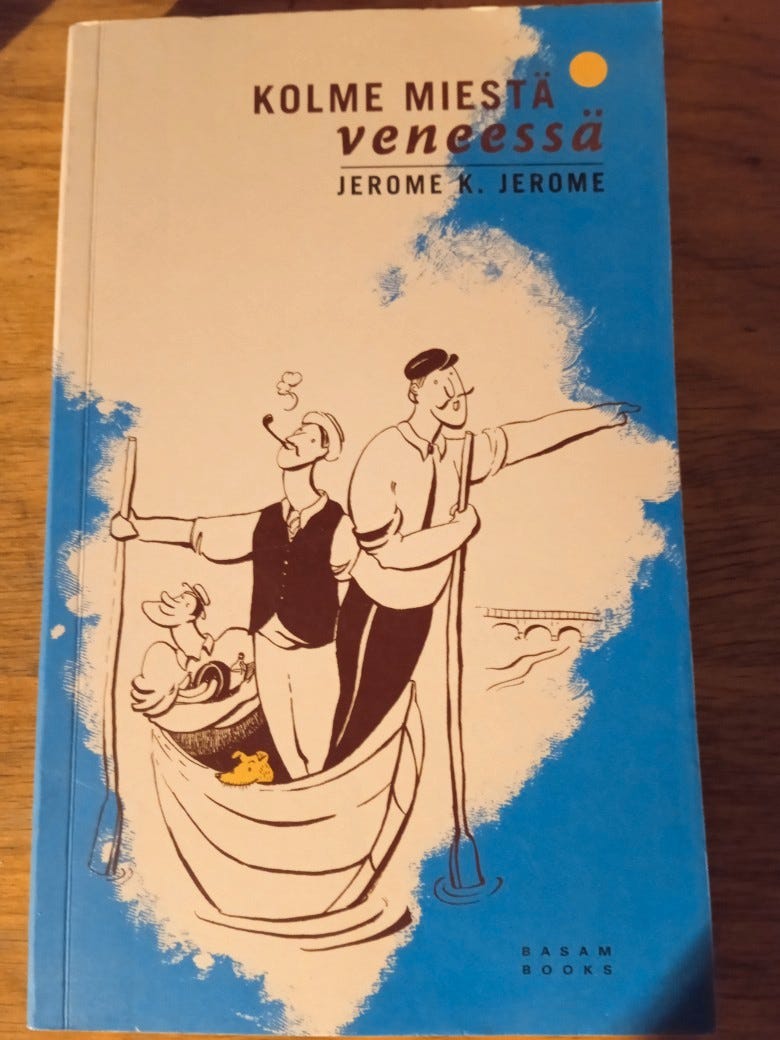 KOLME MIESTÄ
veneessä
JEROME K. JEROME
BASAM
BOOKS